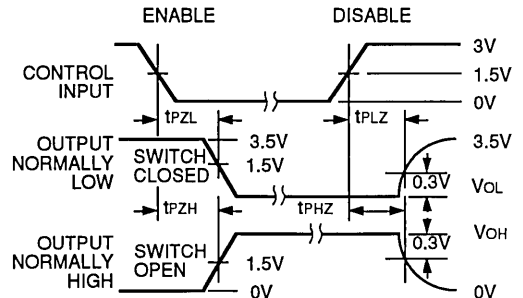 ENABLE DISABLE
3V
CONTROL INPUT
1.5V
0V
tPZL tPLZ
OUTPUT NORMALLY LOW
SWITCH CLOSED
3.5V
1.5V
3.5V
0.3V
VOL
tPZH tPHZ
OUTPUT NORMALLY HIGH
SWITCH OPEN
1.5V
0V
VOH
0.3V
0V